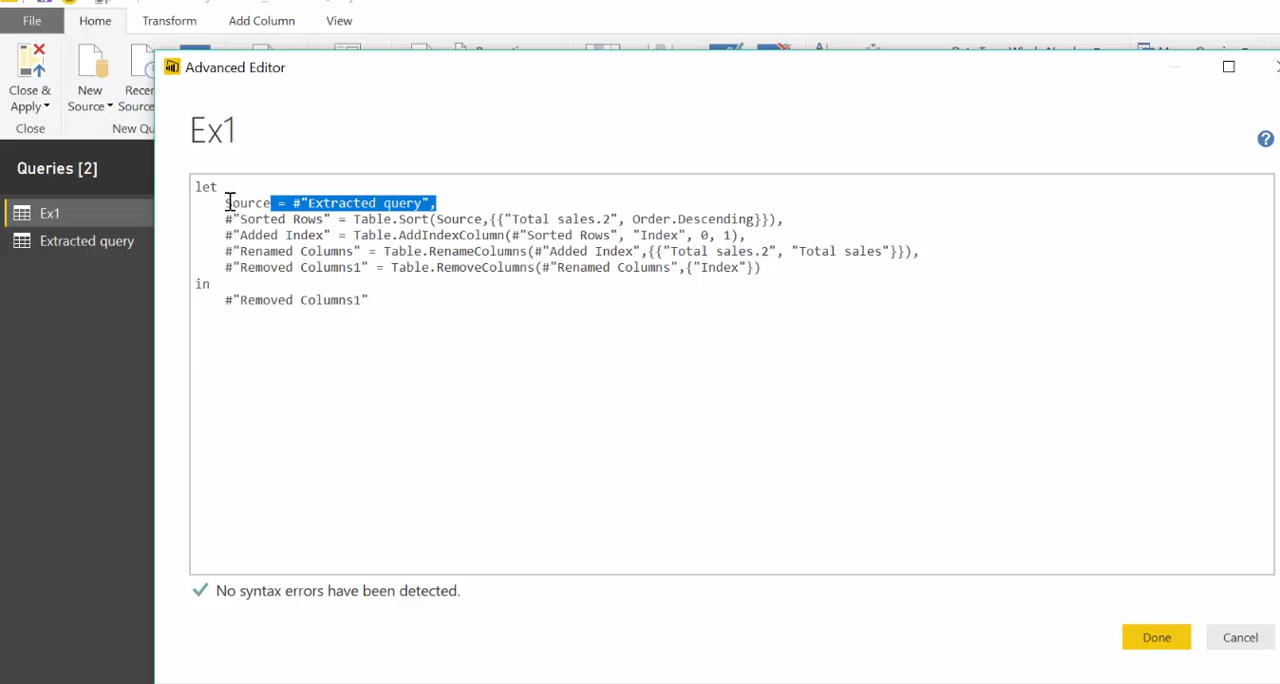 File Home Transform Add Column View
Advanced Editor
Close & Apply
New Source
Recent Source
Close
New Qu
Ex1
Queries [2]
Ex1
Extracted query
let
Source = #"Extracted query",
#"Sorted Rows" = Table.Sort(Source,{{"Total sales.2", Order.Descending}}),
#"Added Index" = Table.AddIndexColumn(#"Sorted Rows", "Index", 0, 1),
#"Renamed Columns" = Table.RenameColumns(#"Added Index",{{"Total sales.2", "Total sales"}}),
#"Removed Columns1" = Table.RemoveColumns(#"Renamed Columns",{"Index"})
in
#"Removed Columns1"
No syntax errors have been detected.
Done Cancel